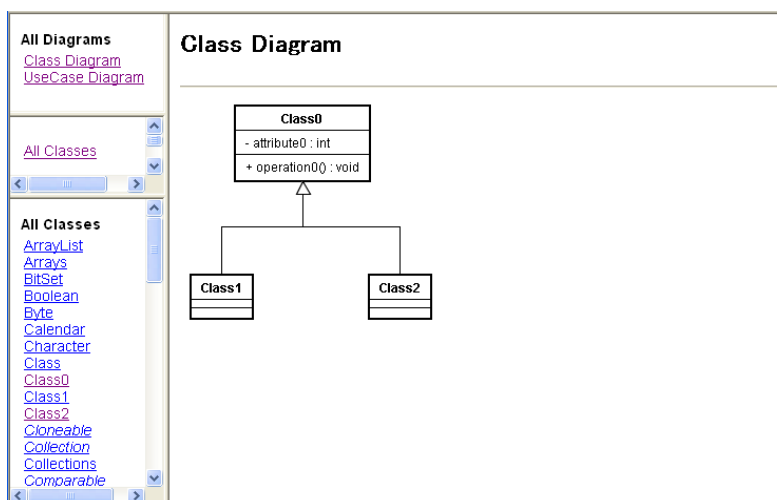 All Diagrams
Class Diagram
UseCase Diagram
All Classes
All Classes
ArrayList
Arrays
BitSet
Boolean
Byte
Calendar
Character
Class
Class0
Class1
Class2
Cloneable
Collection
Collections
Comparable
Class Diagram
Class0
- attribute0 : int
+ operation0() : void
Class1
Class2